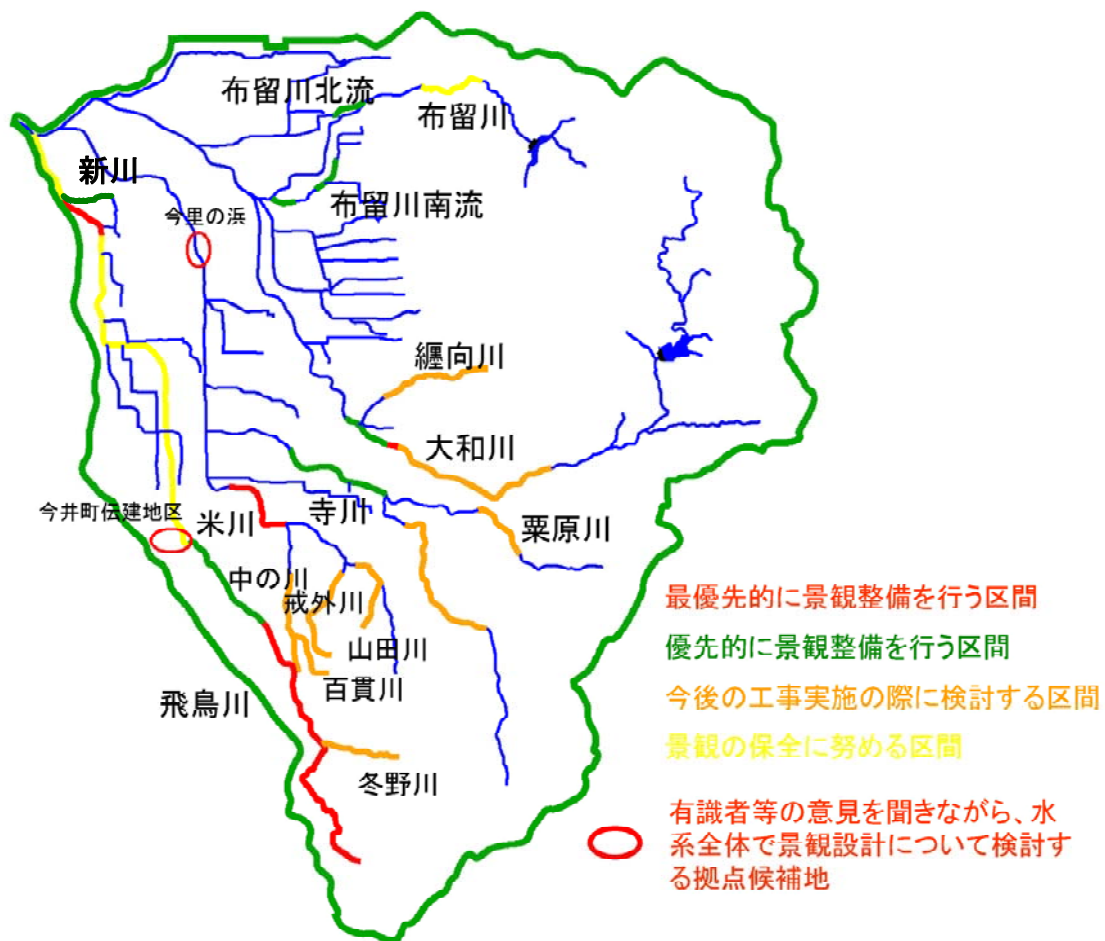 布留川北流
布留川
新川
布留川南流
今里の浜
纒向川
大和川
今井町伝建地区
米川
寺川
粟原川
中の川
戒外川
山田川
百貫川
飛鳥川
冬野川
最優先的に景観整備を行う区間
優先的に景観整備を行う区間
今後の工事実施の際に検討する区間
景観の保全に努める区間
有識者等の意見を聞きながら、水
系全体で景観設計について検討す
る拠点候補地